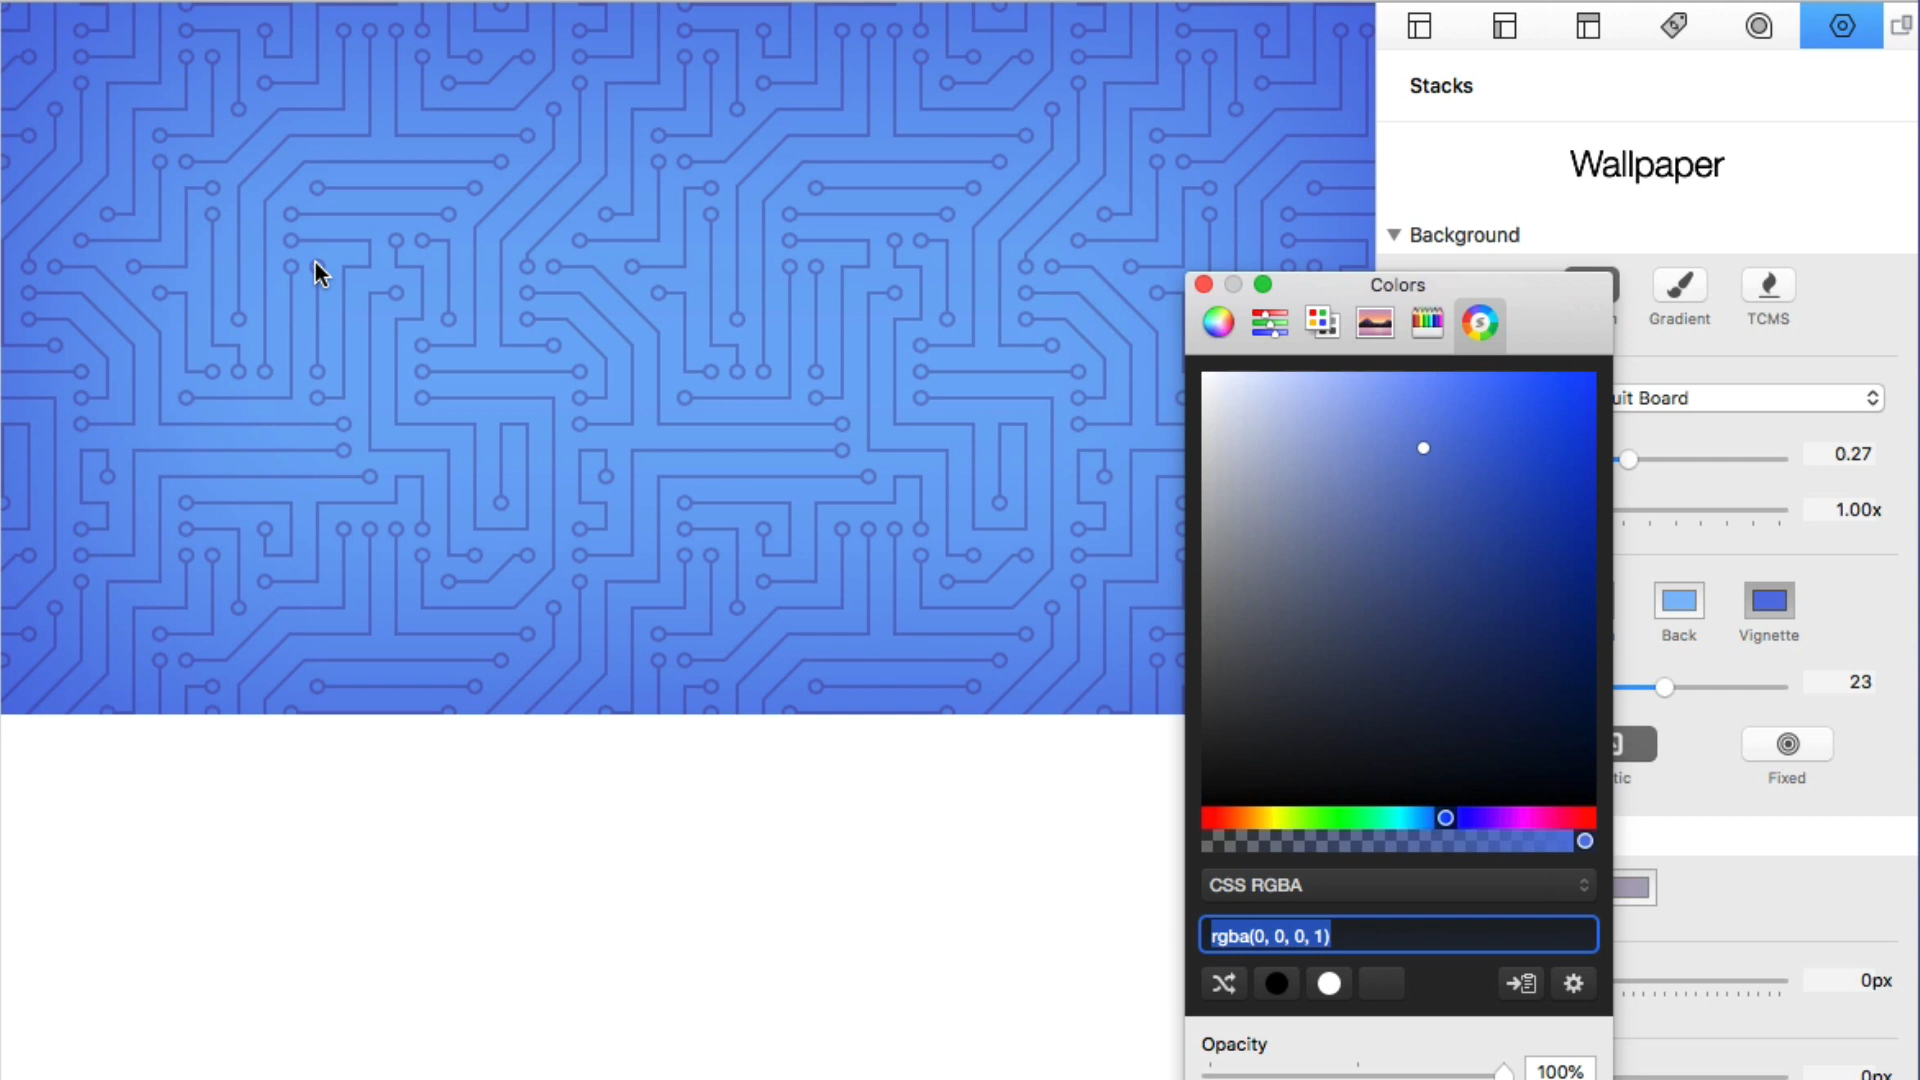 Stacks
Wallpaper
Background
Colors
Gradient
TCMS
uit Board
0.27
1.00x
Back
Vignette
23
tic
Fixed
CSS RGBA
rgba(0, 0, 0, 1)
0px
Opacity
100%
0px